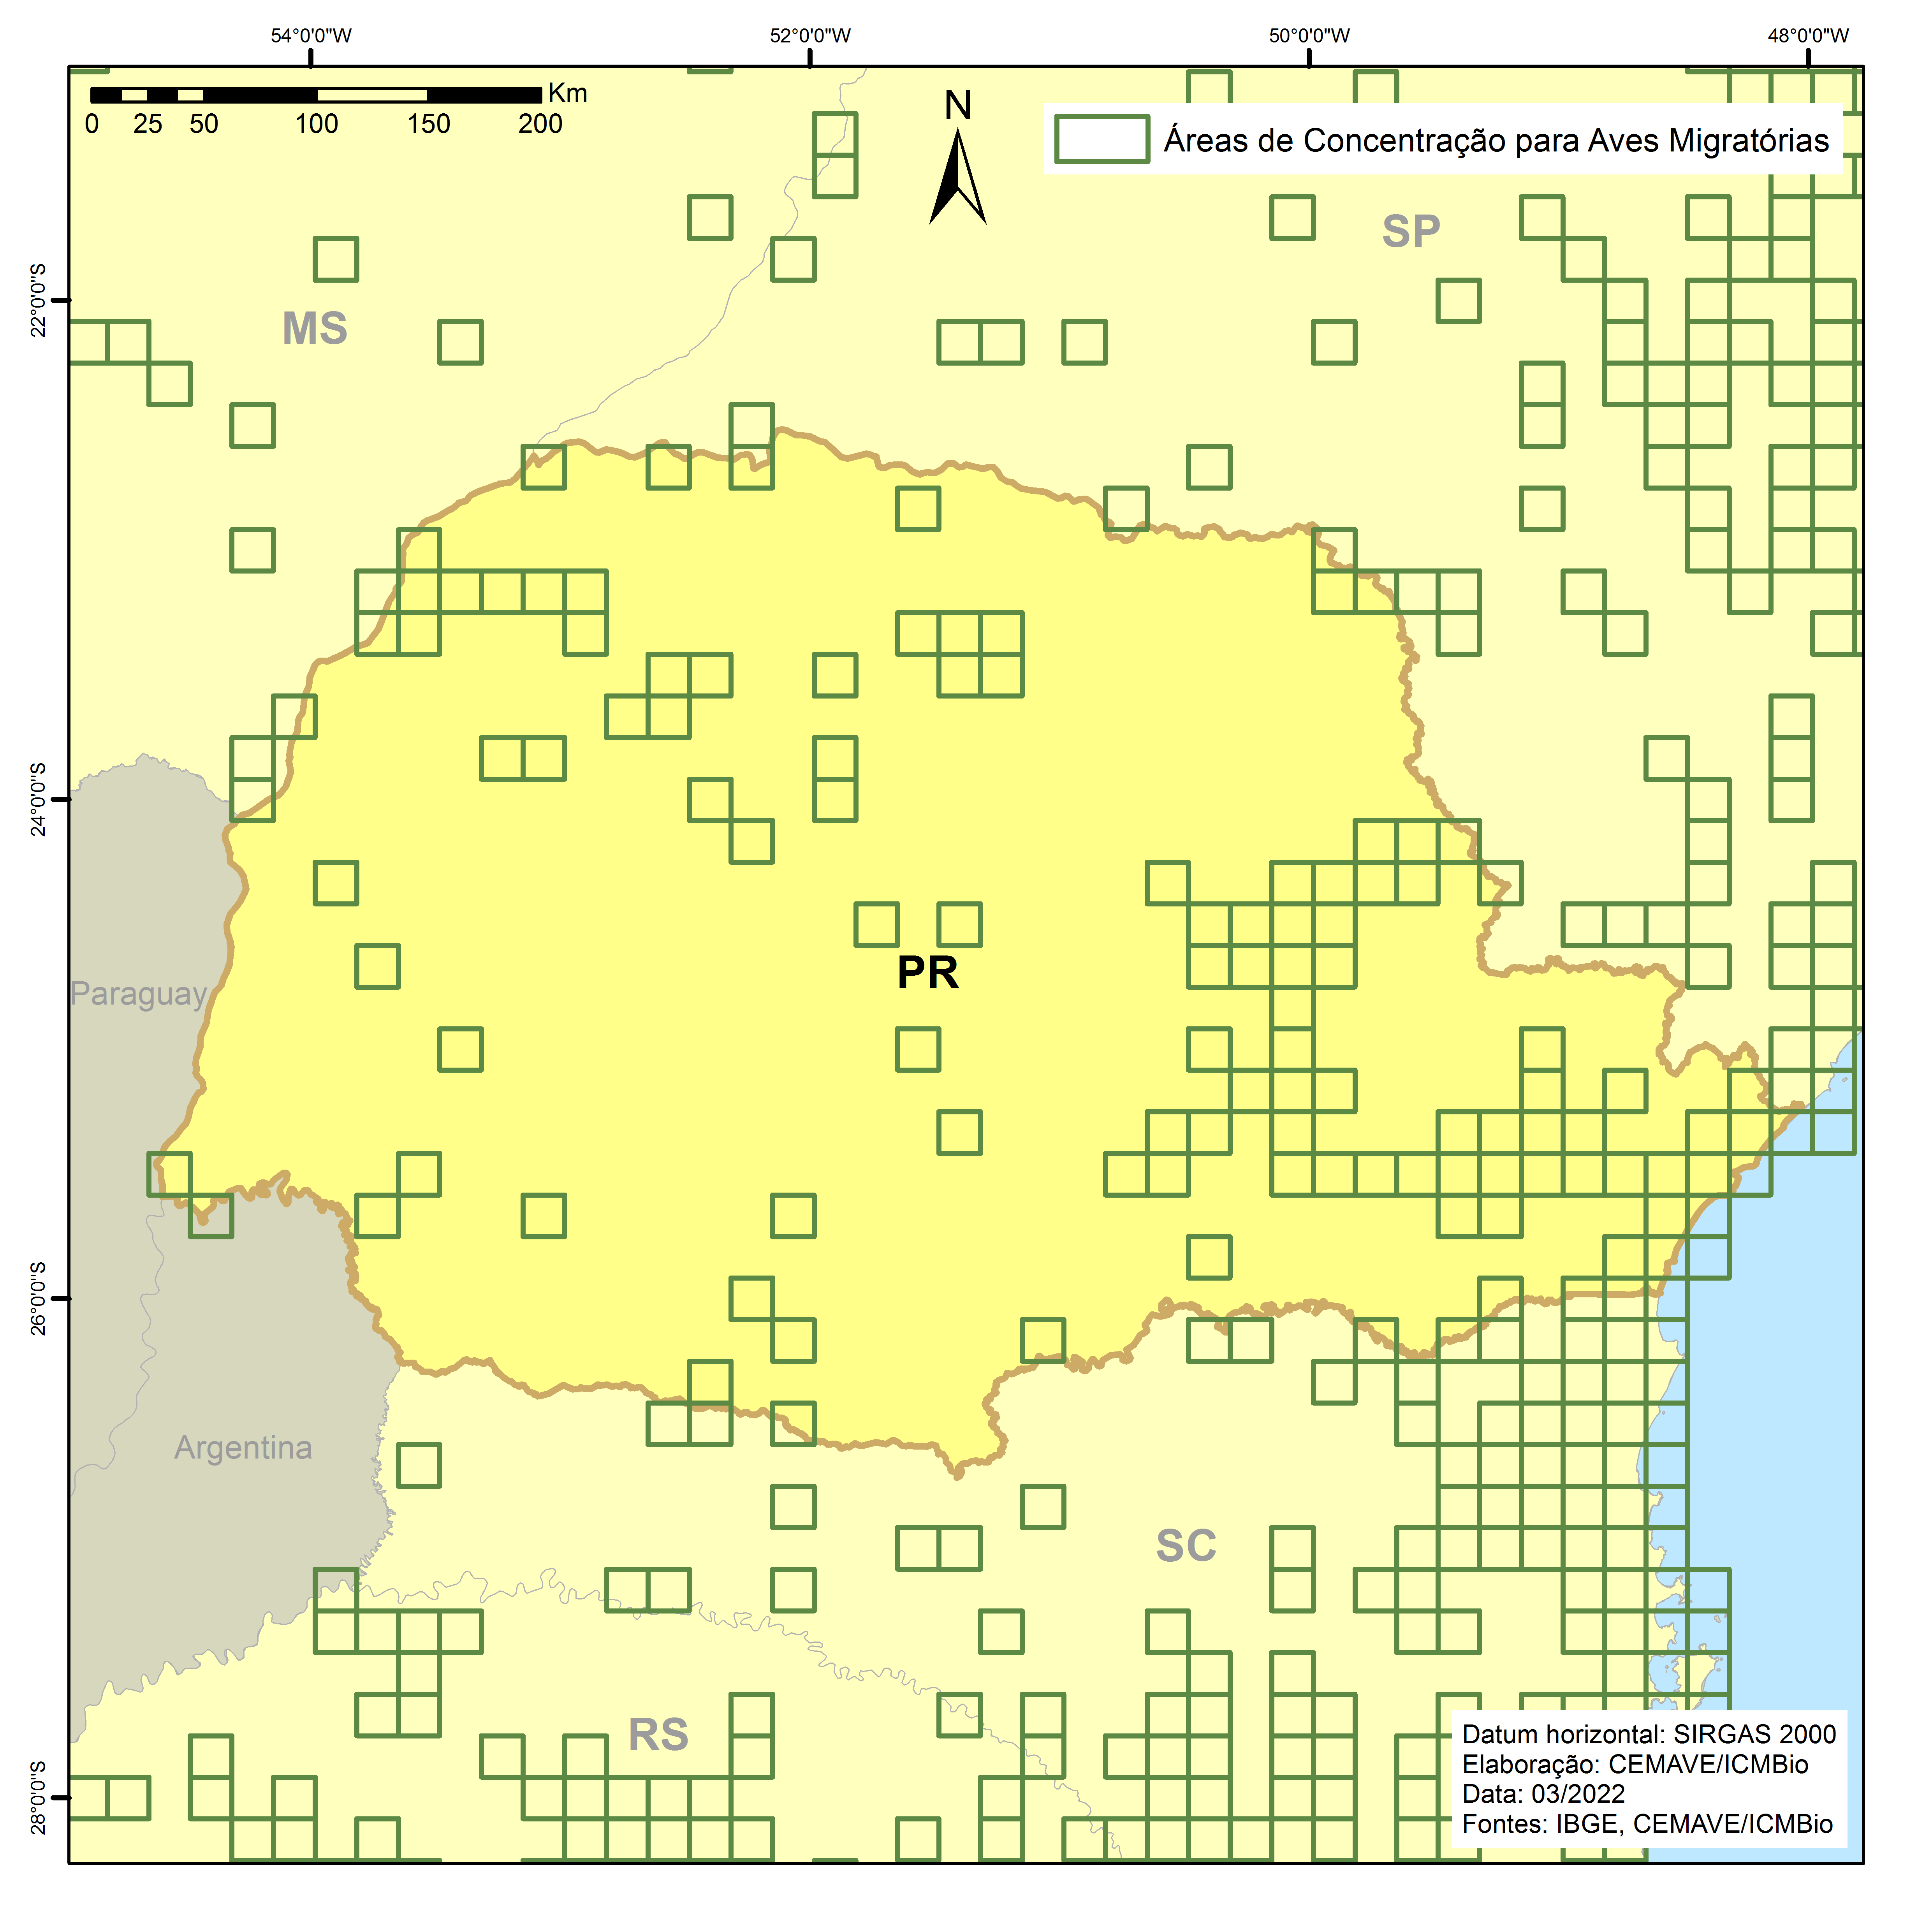 54°0'0"W
52°0'0"W
50°0'0"W
48°0'0"W
Km
0 25 50 100 150 200
N
Áreas de Concentração para Aves Migratórias
SP
22°0'0"S
MS
24°0'0"S
PR
Paraguay
26°0'0"S
Argentina
SC
RS
Datum horizontal: SIRGAS 2000
Elaboração: CEMAVE/ICMBio
Data: 03/2022
Fontes: IBGE, CEMAVE/ICMBio
28°0'0"S